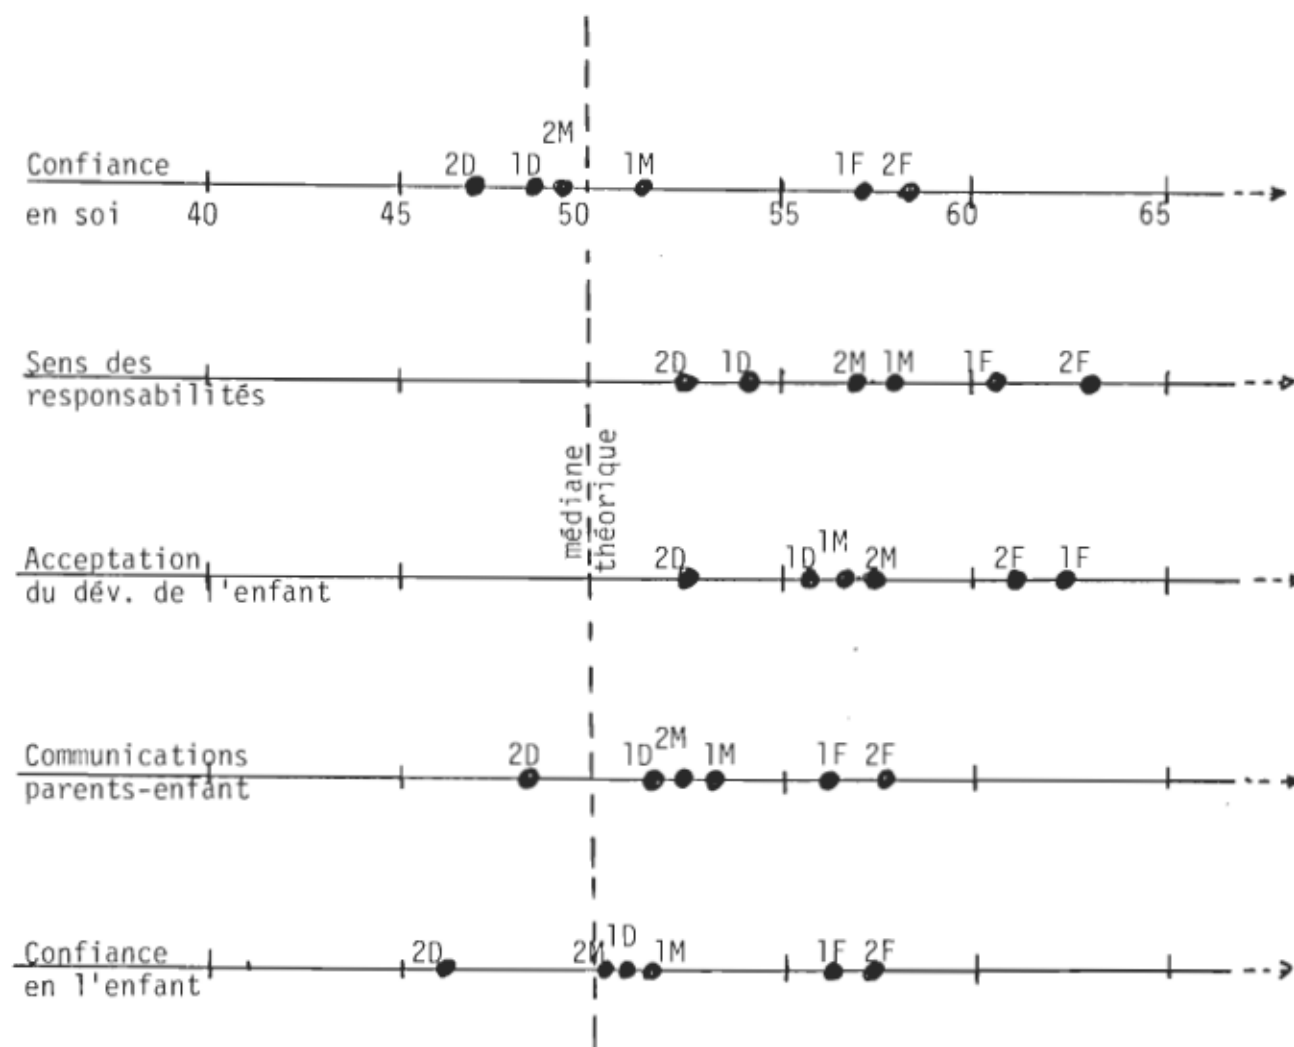 2M
Confiance 2D 1D 1M 1F 2F
en soi 40 45 50 55 60 65
Sens des 2D 1D 2M 1M 1F 2F
responsabilités
médiane
théorique
1M
Acceptation 2D 1D 2M 2F 1F
du dév. de l'enfant
2M
Communications 2D 1D 1M 1F 2F
parents-enfant
1D
Confiance 2D 2M 1M 1F 2F
en l'enfant